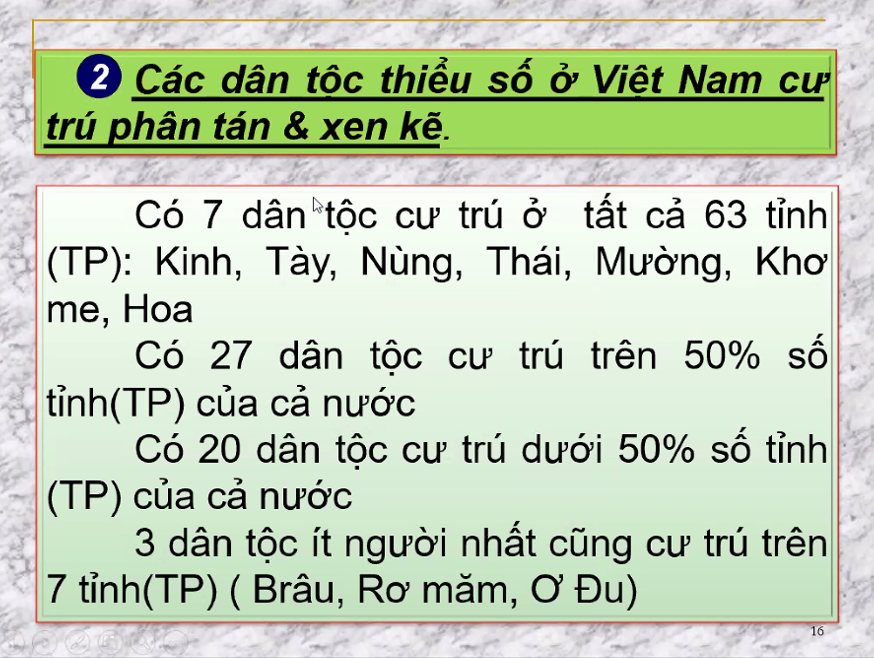 2 Các dân tộc thiểu số ở Việt Nam cư
trú phân tán & xen kẽ.
Có 7 dân tộc cư trú ở tất cả 63 tỉnh
(TP): Kinh, Tày, Nùng, Thái, Mường, Khơ
me, Hoa
Có 27 dân tộc cư trú trên 50% số
tỉnh(TP) của cả nước
Có 20 dân tộc cư trú dưới 50% số tỉnh
(TP) của cả nước
3 dân tộc ít người nhất cũng cư trú trên
7 tỉnh(TP) ( Brâu, Rơ măm, Ơ Đu)
16